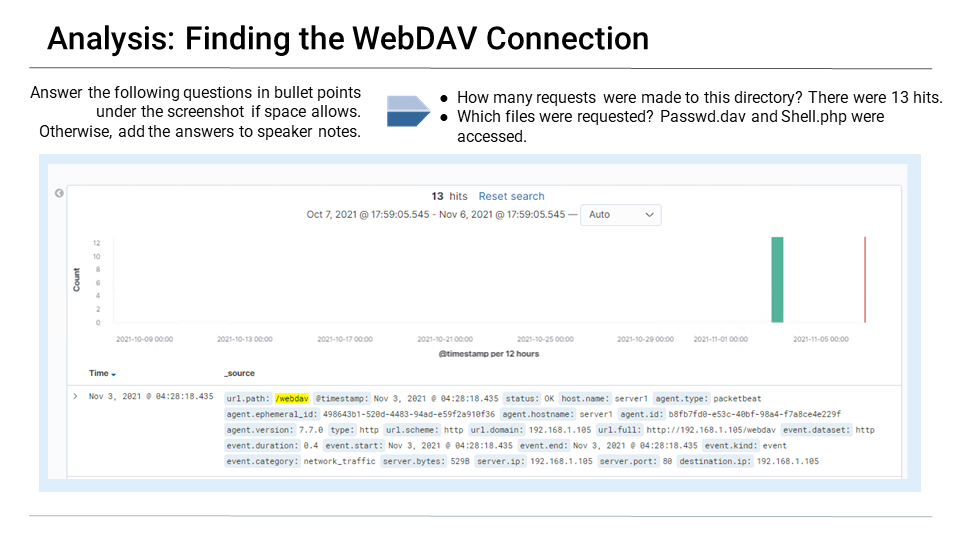 Analysis: Finding the WebDAV Connection
Answer the following questions in bullet points
under the screenshot if space allows.
Otherwise, add the answers to speaker notes.
● How many requests were made to this directory? There were 13 hits.
● Which files were requested? Passwd.dav and Shell.php were
accessed.
13 hits Reset search
Oct 7, 2021 @ 17:59:05.545 - Nov 6, 2021 @ 17:59:05.545 — Auto
Count
12
10
8
6
4
2
0
2021-10-09 00:00 2021-10-13 00:00 2021-10-17 00:00 2021-10-21 00:00 2021-10-25 00:00 2021-10-29 00:00 2021-11-01 00:00 2021-11-05 00:00
@timestamp per 12 hours
Time _source
Nov 3, 2021 @ 04:28:18.435 url.path: /webdav @timestamp: Nov 3, 2021 @ 04:28:18.435 status: OK host.name: server1 agent.type: packetbeat
agent.ephemeral_id: 498643b1-520d-4483-94ad-e59f2a910f36 agent.hostname: server1 agent.id: b8fb7fd0-e53c-40bf-98a4-f7a8ce4e229f
agent.version: 7.7.0 type: http url.scheme: http url.domain: 192.168.1.105 url.full: http://192.168.1.105/webdav event.dataset: http
event.duration: 0.4 event.start: Nov 3, 2021 @ 04:28:18.435 event.end: Nov 3, 2021 @ 04:28:18.435 event.kind: event
event.category: network_traffic server.bytes: 529B server.ip: 192.168.1.105 server.port: 80 destination.ip: 192.168.1.105